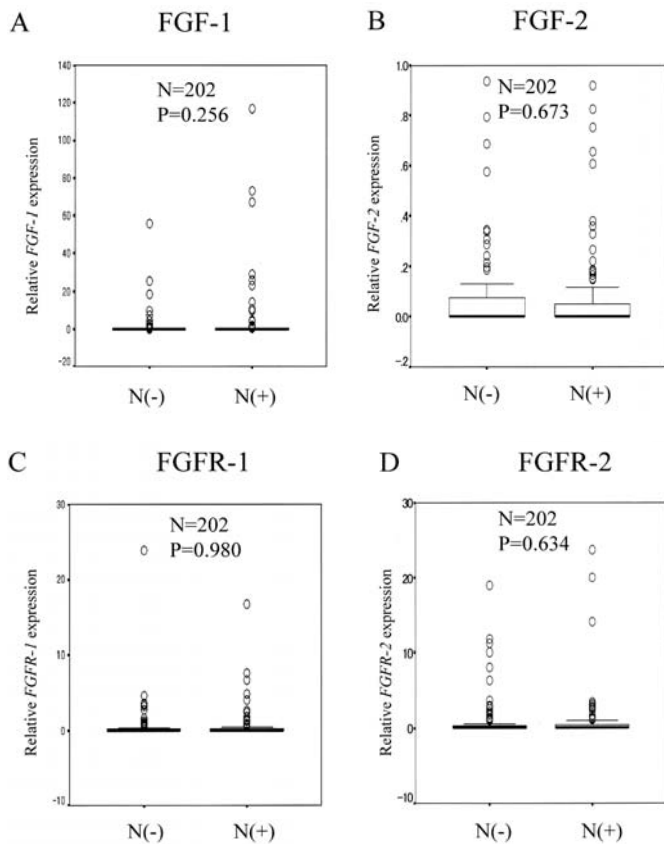 A
FGF-1
Relative FGF-1 expression
140
120
100
80
60
40
20
0
-20
N=202
P=0.256
N(-)
N(+)
B
FGF-2
Relative FGF-2 expression
1.0
.8
.6
.4
.2
0.0
-.2
N=202
P=0.673
N(-)
N(+)
C
FGFR-1
Relative FGFR-1 expression
30
20
10
0
-10
N=202
P=0.980
N(-)
N(+)
D
FGFR-2
Relative FGFR-2 expression
30
20
10
0
-10
N=202
P=0.634
N(-)
N(+)